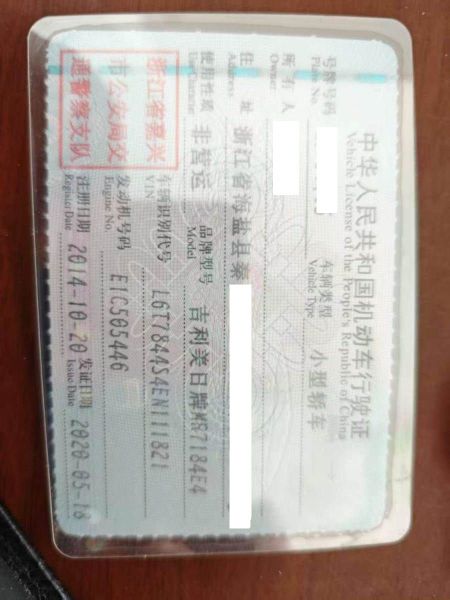 中华人民共和国机动车行驶证
Vehicle License of the People's Republic of China
号牌号码 车辆类型 小型轿车
Plate No. Vehicle Type
所有人
Owner
住 址 浙江省海盐县秦
Address
使用性质 非营运 品牌型号 吉利美日牌MR7184E4
Use Character Model
浙江省嘉兴
市公安局交
通警察支队
车辆识别代号 L6T7844S4EN111821
VIN
发动机号码 E1C505446
Engine No.
注册日期 2014-10-20 发证日期 2020-05-18
Register Date Issue Date